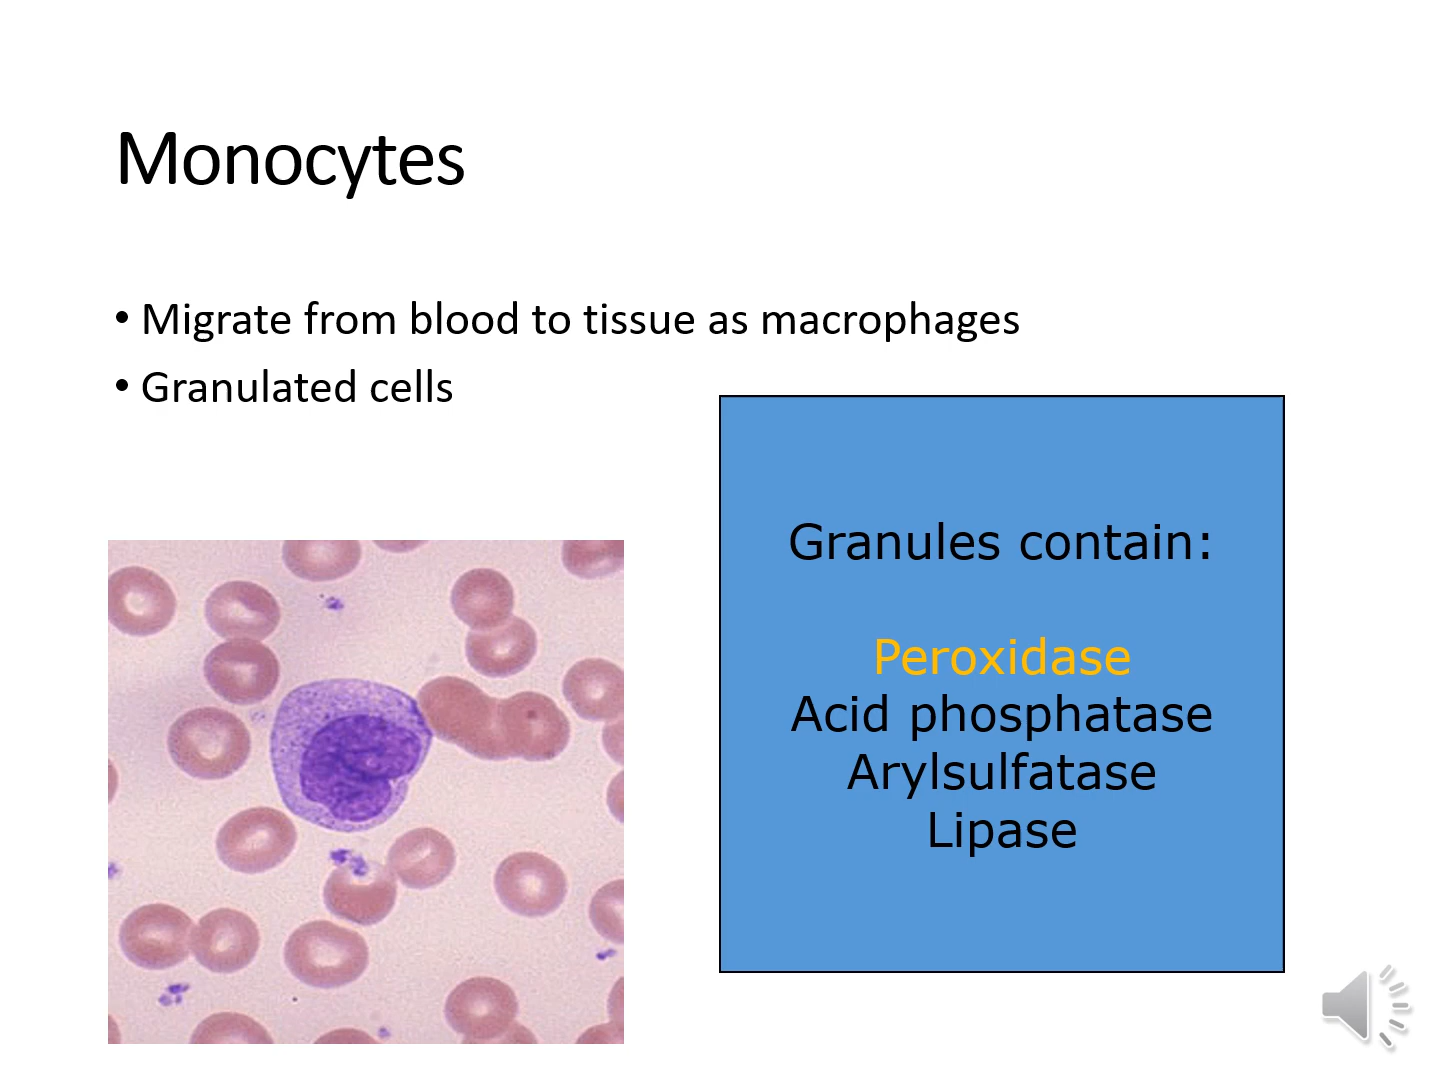 Monocytes
• Migrate from blood to tissue as macrophages
• Granulated cells
Granules contain:
Peroxidase
Acid phosphatase
Arylsulfatase
Lipase